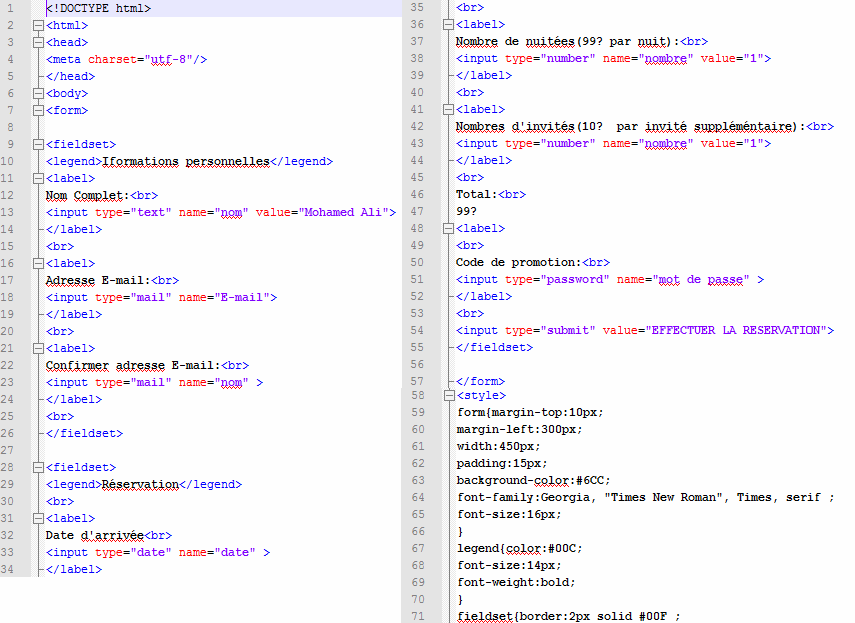 1 <!DOCTYPE html>
2 <html>
3 <head>
4 <meta charset="utf-8"/>
5 </head>
6 <body>
7 <form>
8
9 <fieldset>
10 <legend>Iformations personnelles</legend>
11 <label>
12 Nom Complet:<br>
13 <input type="text" name="nom" value="Mohamed Ali">
14 </label>
15 <br>
16 <label>
17 Adresse E-mail:<br>
18 <input type="mail" name="E-mail">
19 </label>
20 <br>
21 <label>
22 Confirmer adresse E-mail:<br>
23 <input type="mail" name="nom" >
24 </label>
25 <br>
26 </fieldset>
27
28 <fieldset>
29 <legend>Réservation</legend>
30 <br>
31 <label>
32 Date d'arrivée<br>
33 <input type="date" name="date" >
34 </label>
35 <br>
36 <label>
37 Nombre de nuitées(99? par nuit):<br>
38 <input type="number" name="nombre" value="1">
39 </label>
40 <br>
41 <label>
42 Nombres d'invités(10?  par invité suppléméntaire):<br>
43 <input type="number" name="nombre" value="1">
44 </label>
45 <br>
46 Total:<br>
47 99?
48 <label>
49 <br>
50 Code de promotion:<br>
51 <input type="password" name="mot de passe" >
52 </label>
53 <br>
54 <input type="submit" value="EFFECTUER LA RESERVATION">
55 </fieldset>
56
57 </form>
58 <style>
59 form{margin-top:10px;
60 margin-left:300px;
61 width:450px;
62 padding:15px;
63 background-color:#6CC;
64 font-family:Georgia, "Times New Roman", Times, serif ;
65 font-size:16px;
66 }
67 legend{color:#00C;
68 font-size:14px;
69 font-weight:bold;
70 }
71 fieldset{border:2px solid #00F ;